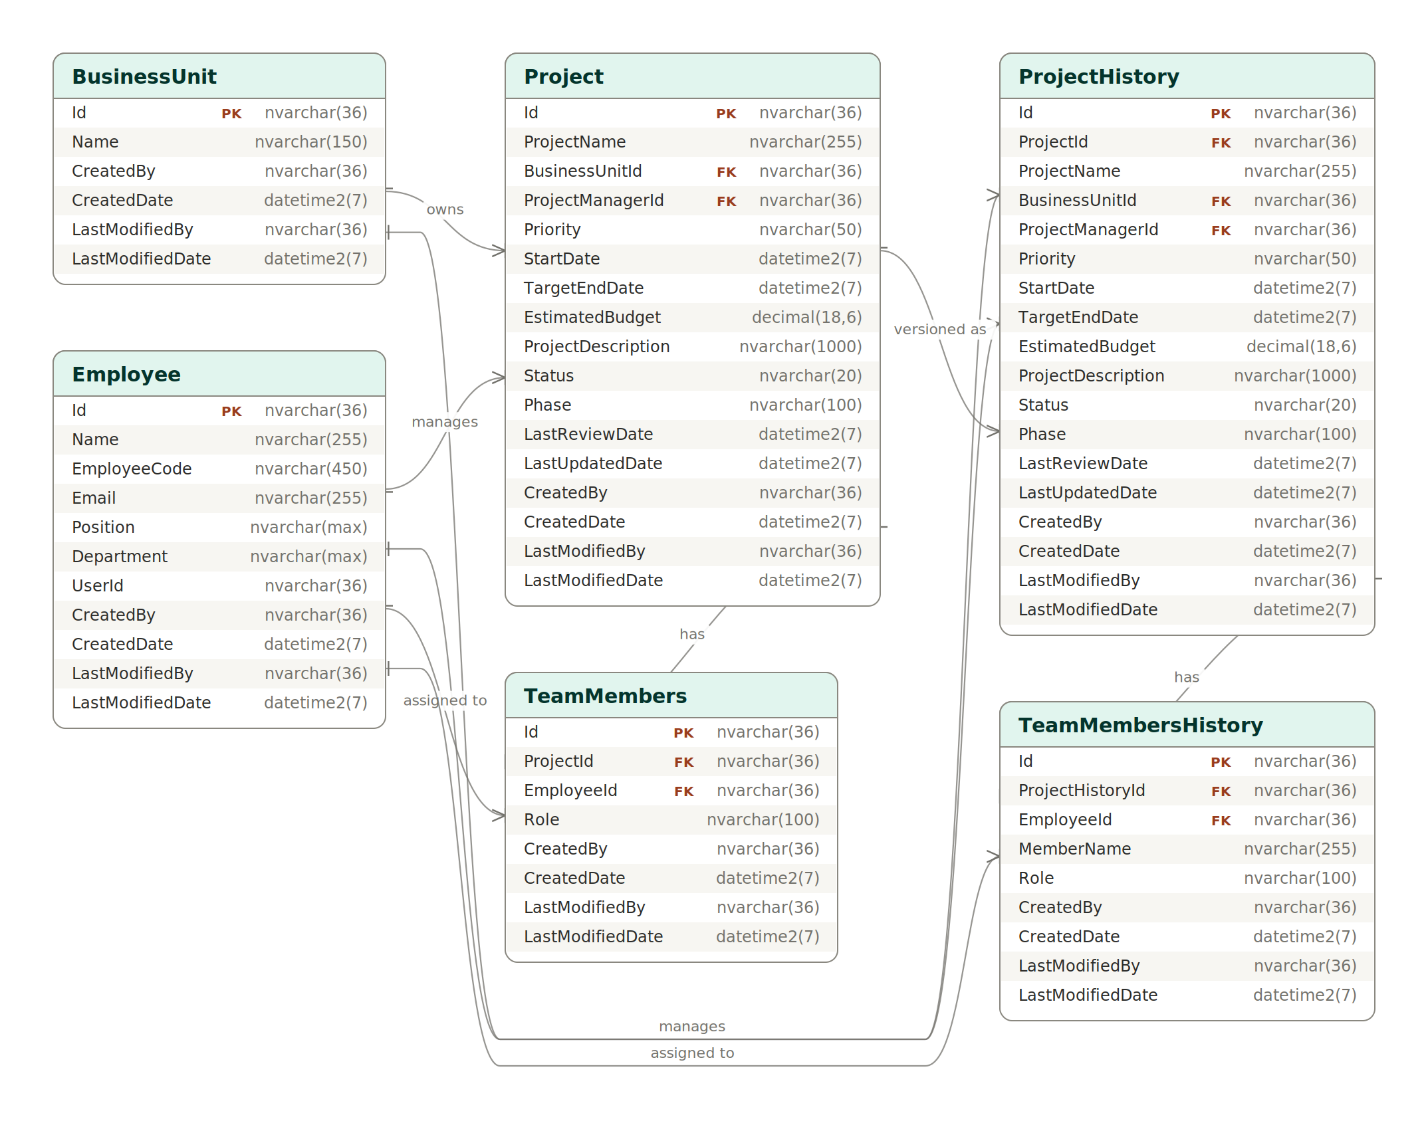 BusinessUnit
Id PK nvarchar(36)
Name nvarchar(150)
CreatedBy nvarchar(36)
CreatedDate datetime2(7)
LastModifiedBy nvarchar(36)
LastModifiedDate datetime2(7)
Employee
Id PK nvarchar(36)
Name nvarchar(255)
EmployeeCode nvarchar(450)
Email nvarchar(255)
Position nvarchar(max)
Department nvarchar(max)
UserId nvarchar(36)
CreatedBy nvarchar(36)
CreatedDate datetime2(7)
LastModifiedBy nvarchar(36)
LastModifiedDate datetime2(7)
owns
manages
assigned to
Project
Id PK nvarchar(36)
ProjectName nvarchar(255)
BusinessUnitId FK nvarchar(36)
ProjectManagerId FK nvarchar(36)
Priority nvarchar(50)
StartDate datetime2(7)
TargetEndDate datetime2(7)
EstimatedBudget decimal(18,6)
ProjectDescription nvarchar(1000)
Status nvarchar(20)
Phase nvarchar(100)
LastReviewDate datetime2(7)
LastUpdatedDate datetime2(7)
CreatedBy nvarchar(36)
CreatedDate datetime2(7)
LastModifiedBy nvarchar(36)
LastModifiedDate datetime2(7)
has
TeamMembers
Id PK nvarchar(36)
ProjectId FK nvarchar(36)
EmployeeId FK nvarchar(36)
Role nvarchar(100)
CreatedBy nvarchar(36)
CreatedDate datetime2(7)
LastModifiedBy nvarchar(36)
LastModifiedDate datetime2(7)
manages
assigned to
versioned as
ProjectHistory
Id PK nvarchar(36)
ProjectId FK nvarchar(36)
ProjectName nvarchar(255)
BusinessUnitId FK nvarchar(36)
ProjectManagerId FK nvarchar(36)
Priority nvarchar(50)
StartDate datetime2(7)
TargetEndDate datetime2(7)
EstimatedBudget decimal(18,6)
ProjectDescription nvarchar(1000)
Status nvarchar(20)
Phase nvarchar(100)
LastReviewDate datetime2(7)
LastUpdatedDate datetime2(7)
CreatedBy nvarchar(36)
CreatedDate datetime2(7)
LastModifiedBy nvarchar(36)
LastModifiedDate datetime2(7)
has
TeamMembersHistory
Id PK nvarchar(36)
ProjectHistoryId FK nvarchar(36)
EmployeeId FK nvarchar(36)
MemberName nvarchar(255)
Role nvarchar(100)
CreatedBy nvarchar(36)
CreatedDate datetime2(7)
LastModifiedBy nvarchar(36)
LastModifiedDate datetime2(7)